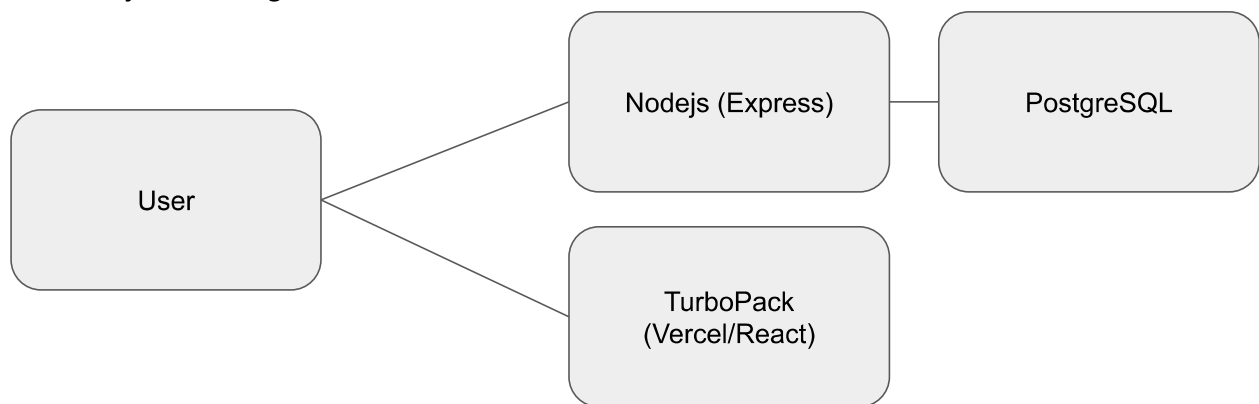 Nodejs (Express)
PostgreSQL
User
TurboPack
(Vercel/React)